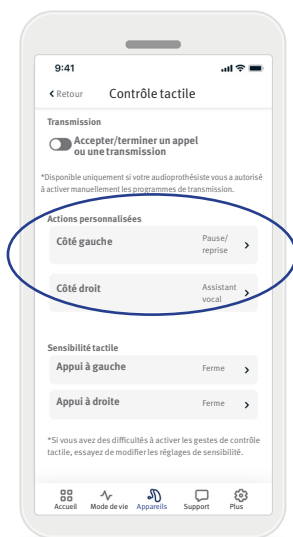 9:41
Retour
Contrôle tactile
Transmission
Accepter/terminer un appel
ou une transmission
*Disponible uniquement si votre audioprothésiste vous a autorisé
à activer manuellement les programmes de transmission.
Actions personnalisées
Côté gauche
Pause/
reprise
Côté droit
Assistant
vocal
Sensibilité tactile
Appui à gauche
Ferme
Appui à droite
Ferme
*Si vous avez des difficultés à activer les gestes de contrôle
tactile, essayez de modifier les réglages de sensibilité.
Accueil
Mode de vie
Appareils
Support
Plus